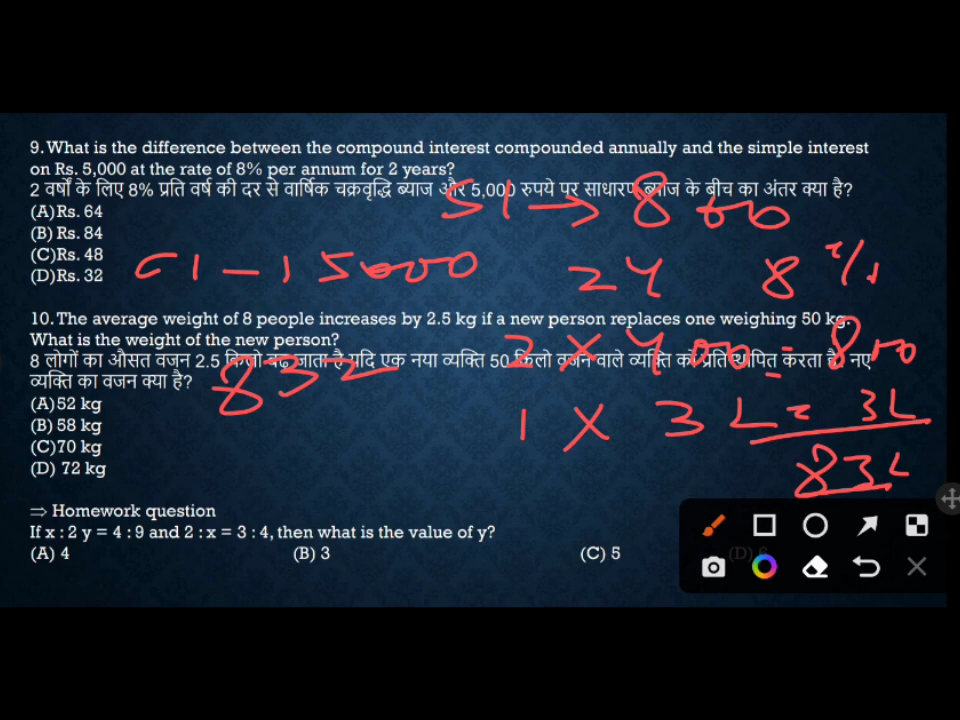 9. What is the difference between the compound interest compounded annually and the simple interest
on Rs. 5,000 at the rate of 8% per annum for 2 years?
2 वर्षों के लिए 8% प्रति वर्ष की दर से वार्षिक चक्रवृद्धि ब्याज और 5,000 रुपये पर साधारण ब्याज के बीच का अंतर क्या है?
(A) Rs. 64
(B) Rs. 84
(C) Rs. 48
(D) Rs. 32
SI → 800
CI - 15000
2Y 8%
10. The average weight of 8 people increases by 2.5 kg if a new person replaces one weighing 50 kg.
What is the weight of the new person?
8 लोगों का औसत वजन 2.5 किलो बढ़ जाता है यदि एक नया व्यक्ति 50 किलो वजन वाले व्यक्ति को प्रतिस्थापित करता है। नए
व्यक्ति का वजन क्या है?
2 × 400 = 800
832
1 × 32 = 32
832
(A) 52 kg
(B) 58 kg
(C) 70 kg
(D) 72 kg
⇒ Homework question
If x : 2 y = 4 : 9 and 2 : x = 3 : 4, then what is the value of y?
(A) 4 (B) 3 (C) 5 (D) 6